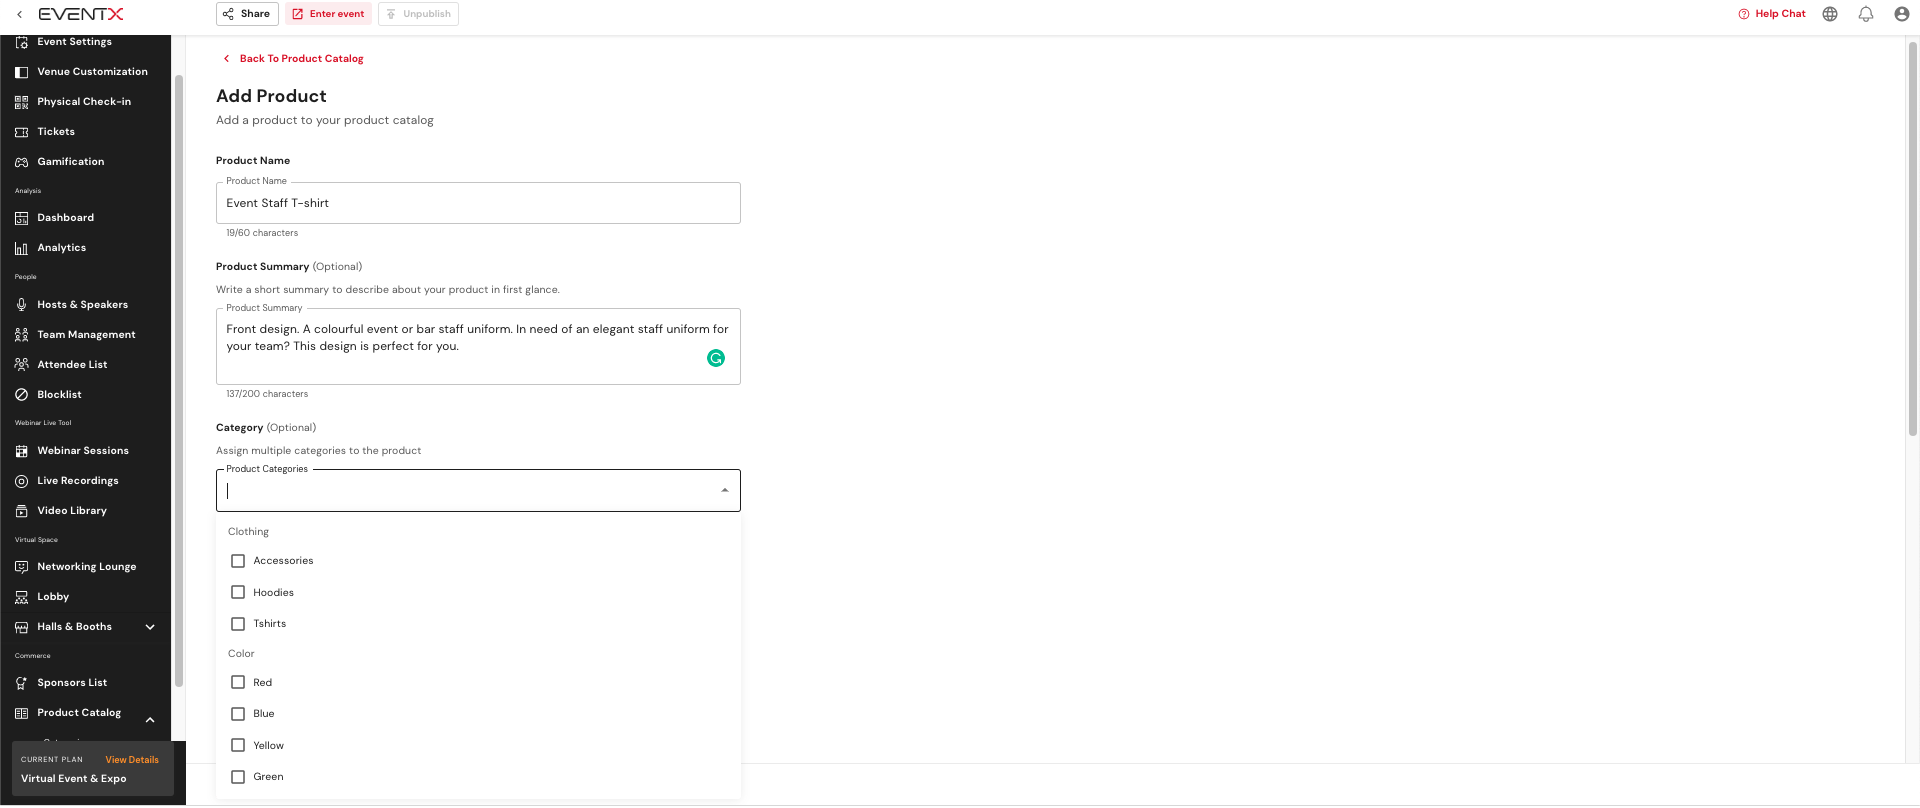 EVENTX
Share
Enter event
Unpublish
Help Chat
Event Settings
Venue Customization
Physical Check-in
Tickets
Gamification
Analysis
Dashboard
Analytics
People
Hosts & Speakers
Team Management
Attendee List
Blocklist
Webinar Live Tool
Webinar Sessions
Live Recordings
Video Library
Virtual Space
Networking Lounge
Lobby
Halls & Booths
Commerce
Sponsors List
Product Catalog
CURRENT PLAN
View Details
Virtual Event & Expo
Back To Product Catalog
Add Product
Add a product to your product catalog
Product Name
Product Name
Event Staff T-shirt
19/60 characters
Product Summary (Optional)
Write a short summary to describe about your product in first glance.
Product Summary
Front design. A colourful event or bar staff uniform. In need of an elegant staff uniform for
your team? This design is perfect for you.
137/200 characters
Category (Optional)
Assign multiple categories to the product
Product Categories
Clothing
Accessories
Hoodies
Tshirts
Color
Red
Blue
Yellow
Green